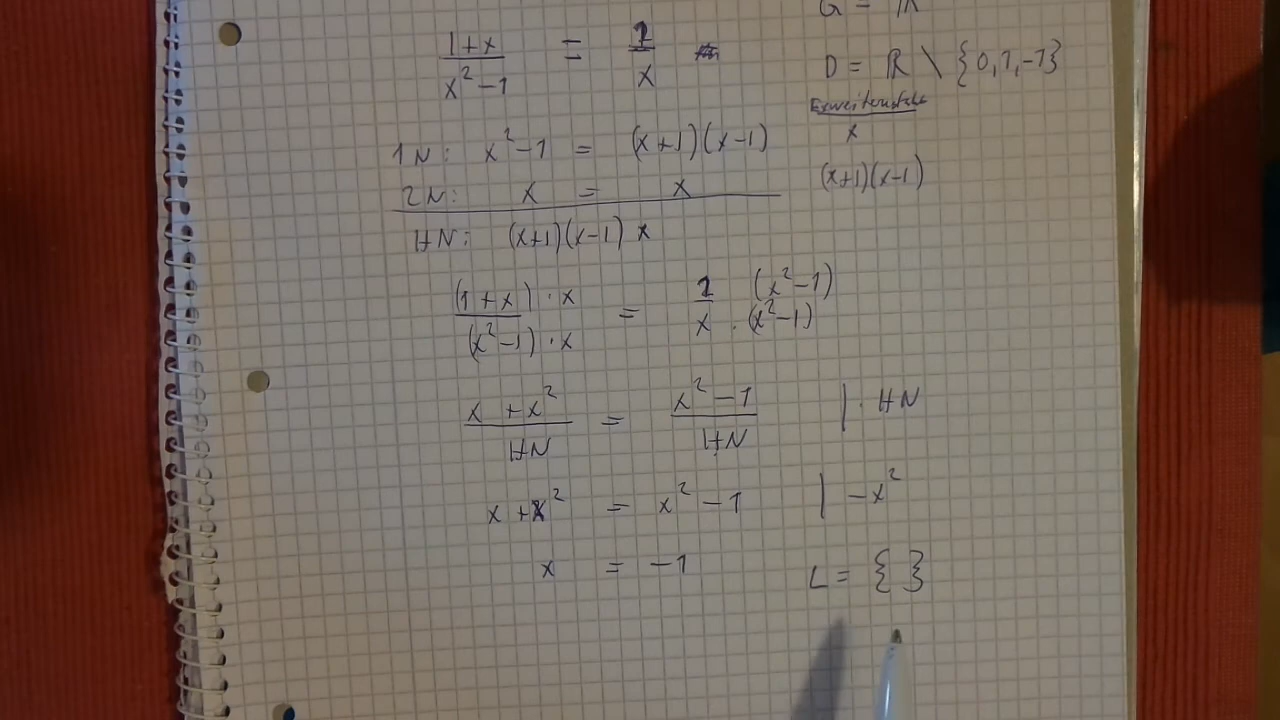 G = ℝ
(1+x)/(x²-1) = 1/x
D = ℝ \ {0, 1, -1}
1N: x²-1 = (x+1)(x-1)
x
2N: x = x
(x+1)(x-1)
HN: (x+1)(x-1) x
((1+x)·x)/((x²-1)·x) = (1 (x²-1))/(x · (x²-1))
(x+x²)/HN = (x²-1)/HN | · HN
x+x² = x²-1 | -x²
x = -1 L = { }